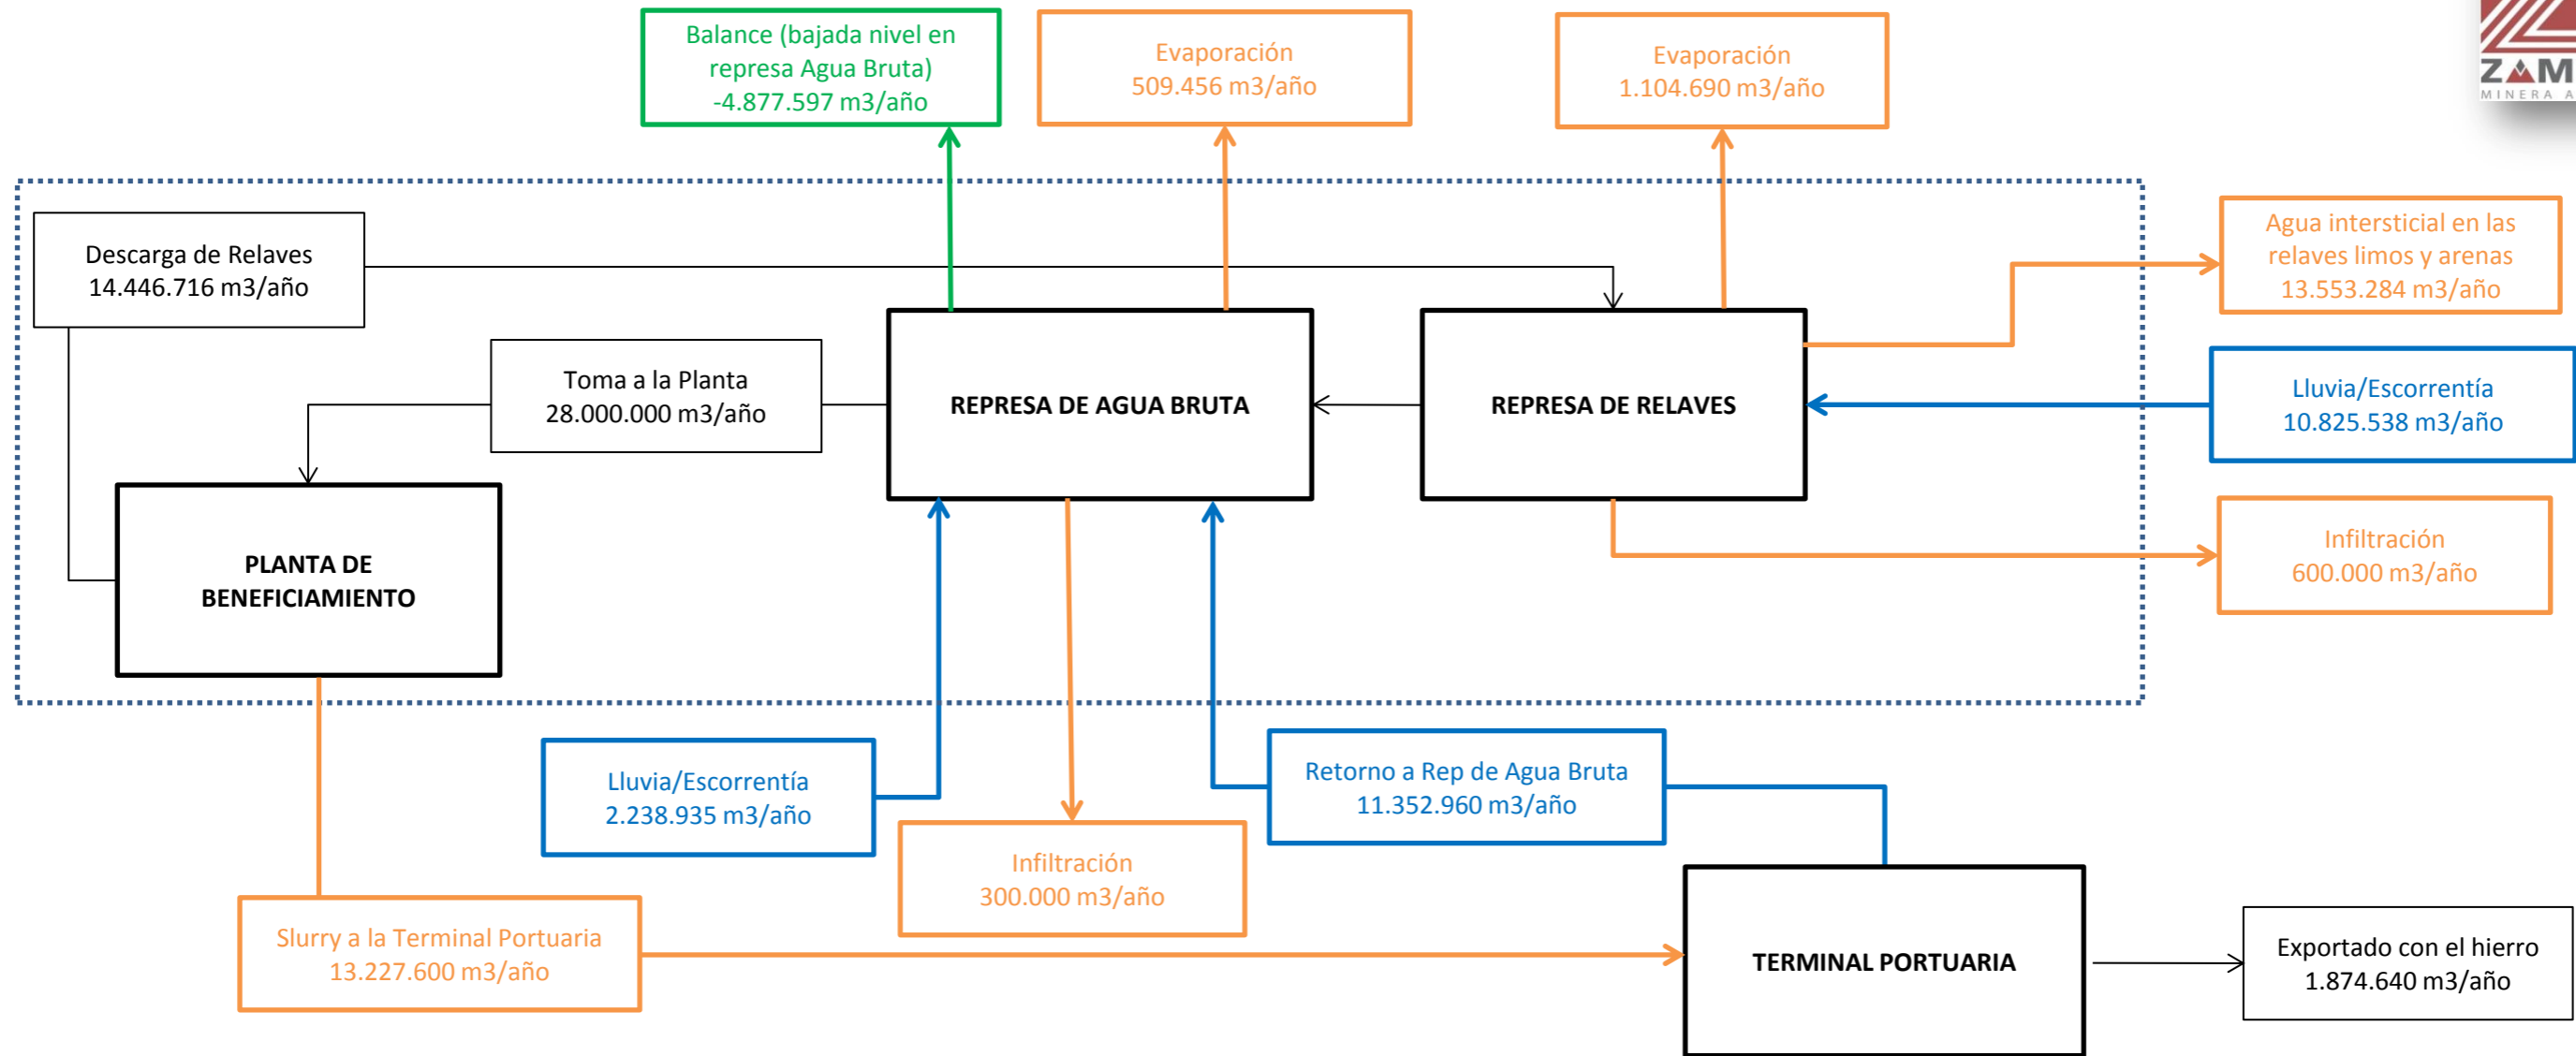 Balance (bajada nivel en
represa Agua Bruta)
-4.877.597 m3/año
Evaporación
509.456 m3/año
Evaporación
1.104.690 m3/año
Descarga de Relaves
14.446.716 m3/año
Agua intersticial en las
relaves limos y arenas
13.553.284 m3/año
Toma a la Planta
28.000.000 m3/año
REPRESA DE AGUA BRUTA
REPRESA DE RELAVES
Lluvia/Escorrentía
10.825.538 m3/año
PLANTA DE
BENEFICIAMIENTO
Infiltración
600.000 m3/año
Lluvia/Escorrentía
2.238.935 m3/año
Retorno a Rep de Agua Bruta
11.352.960 m3/año
Infiltración
300.000 m3/año
Slurry a la Terminal Portuaria
13.227.600 m3/año
TERMINAL PORTUARIA
Exportado con el hierro
1.874.640 m3/año
MINERA